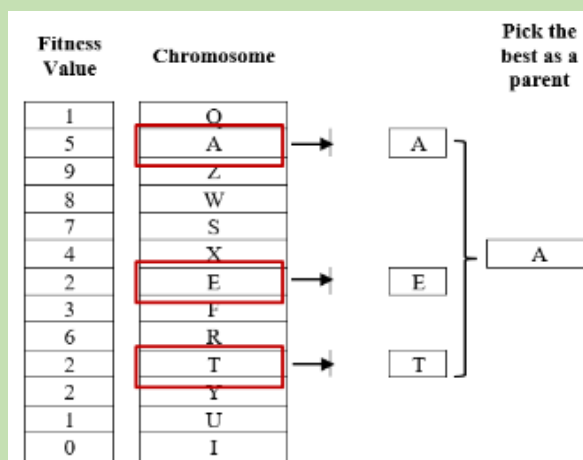 Fitness
Value
Chromosome
Pick the
best as a
parent
1 Q
5 A A
9 Z
8 W
7 S
4 X
A
2 E E
3 F
6 R
2 T T
2 Y
1 U
0 I